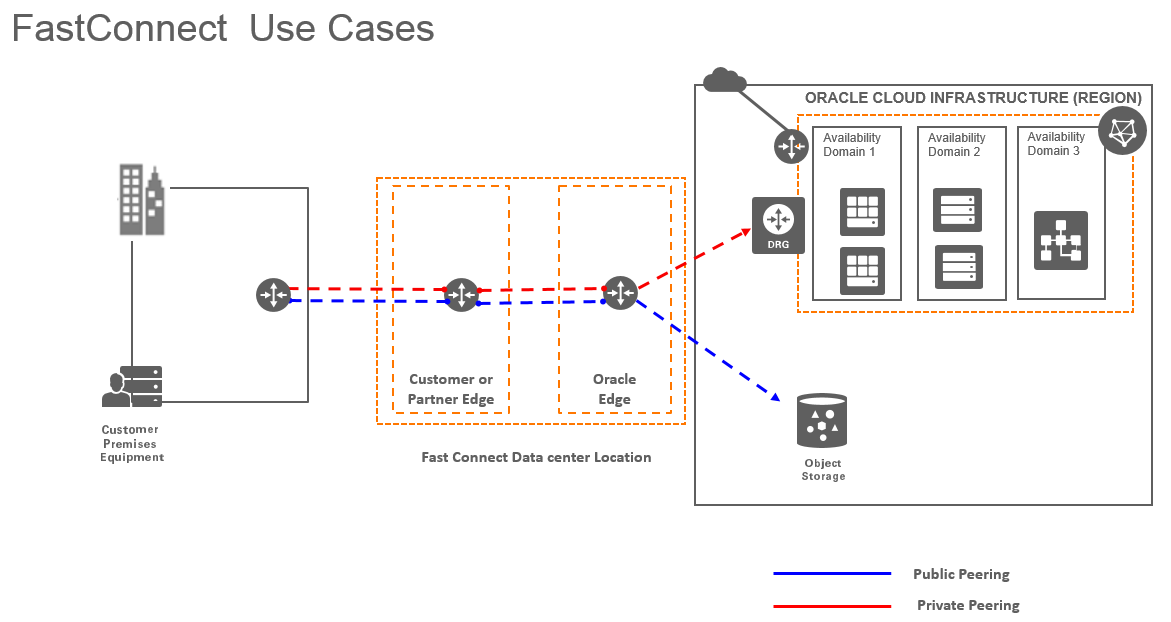 FastConnect  Use Cases
ORACLE CLOUD INFRASTRUCTURE (REGION)
Availability
Domain 1
Availability
Domain 2
Availability
Domain 3
DRG
Customer or
Partner Edge
Oracle
Edge
Customer
Premises
Equipment
Fast Connect Data center Location
Object
Storage
Public Peering
Private Peering